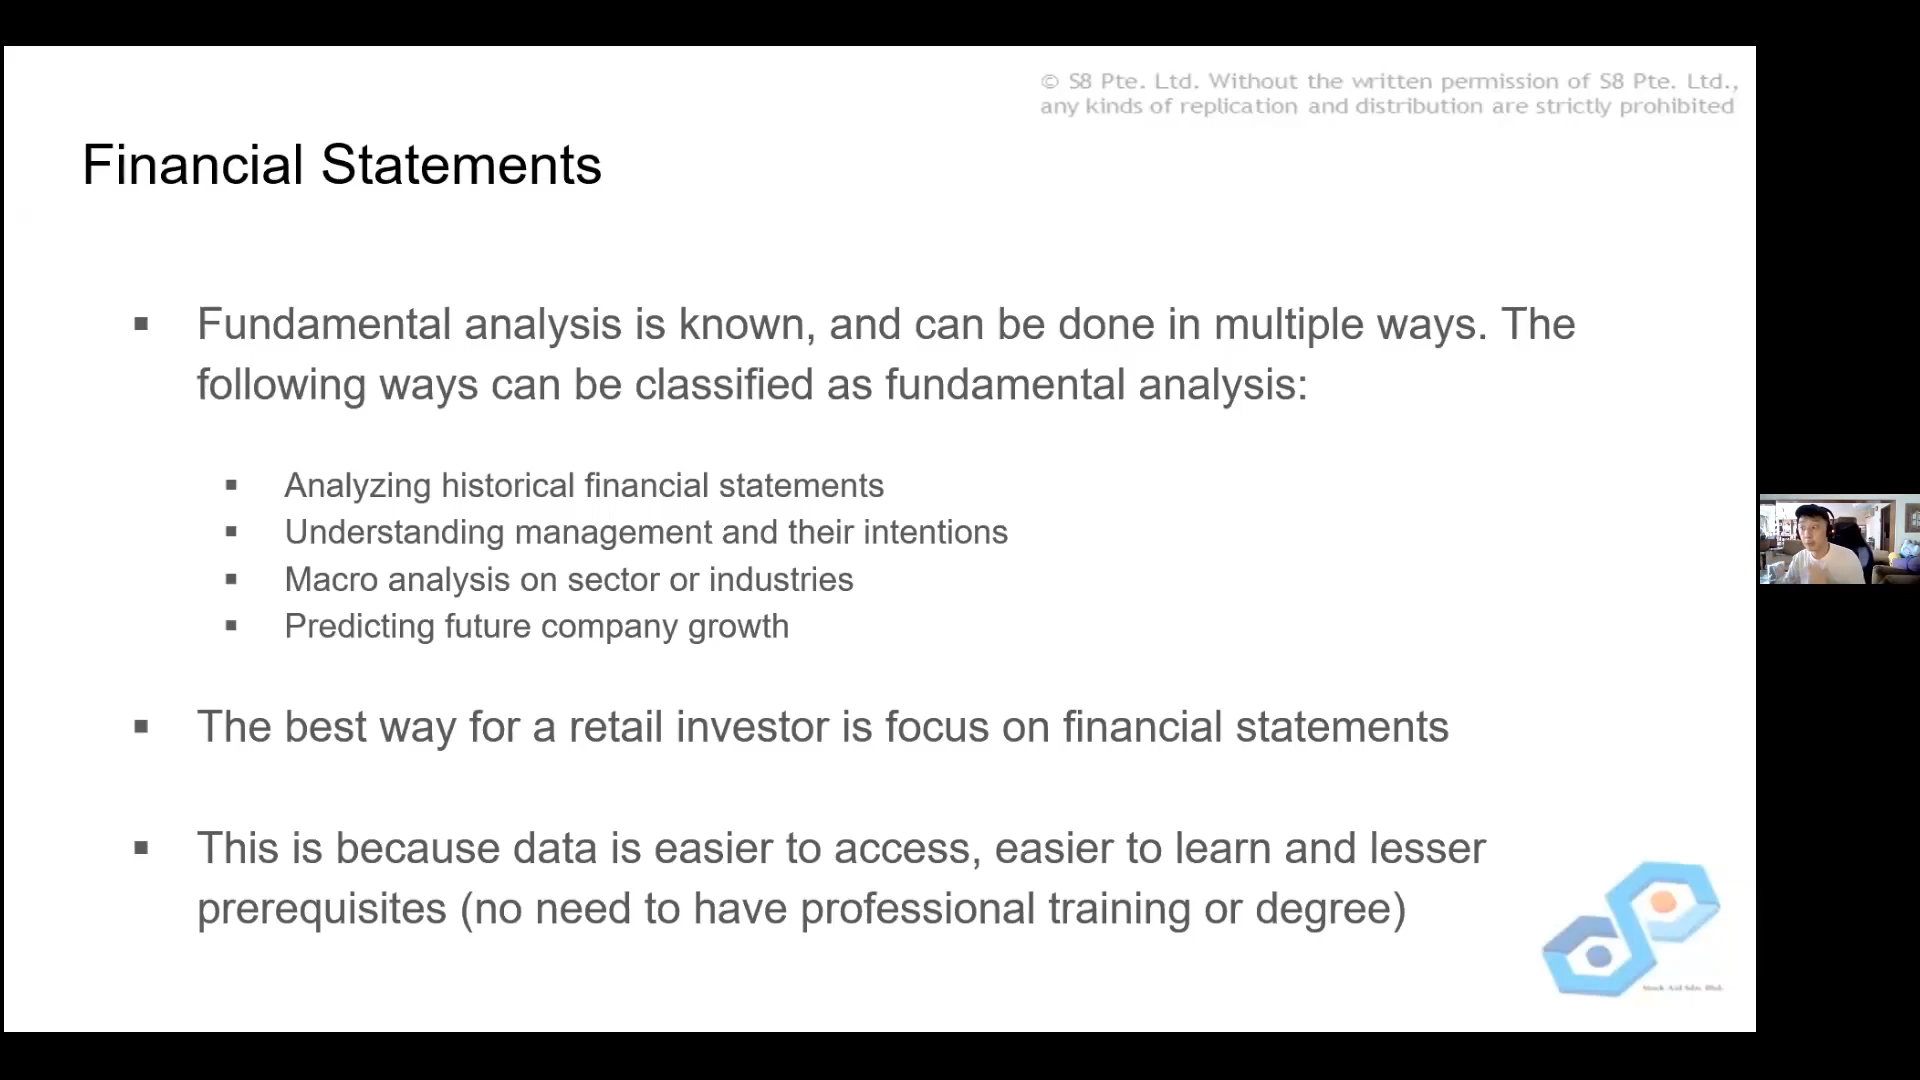 © S8 Pte. Ltd. Without the written permission of S8 Pte. Ltd.,
any kinds of replication and distribution are strictly prohibited
Financial Statements
▪ Fundamental analysis is known, and can be done in multiple ways. The
following ways can be classified as fundamental analysis:
▪ Analyzing historical financial statements
▪ Understanding management and their intentions
▪ Macro analysis on sector or industries
▪ Predicting future company growth
▪ The best way for a retail investor is focus on financial statements
▪ This is because data is easier to access, easier to learn and lesser
prerequisites (no need to have professional training or degree)